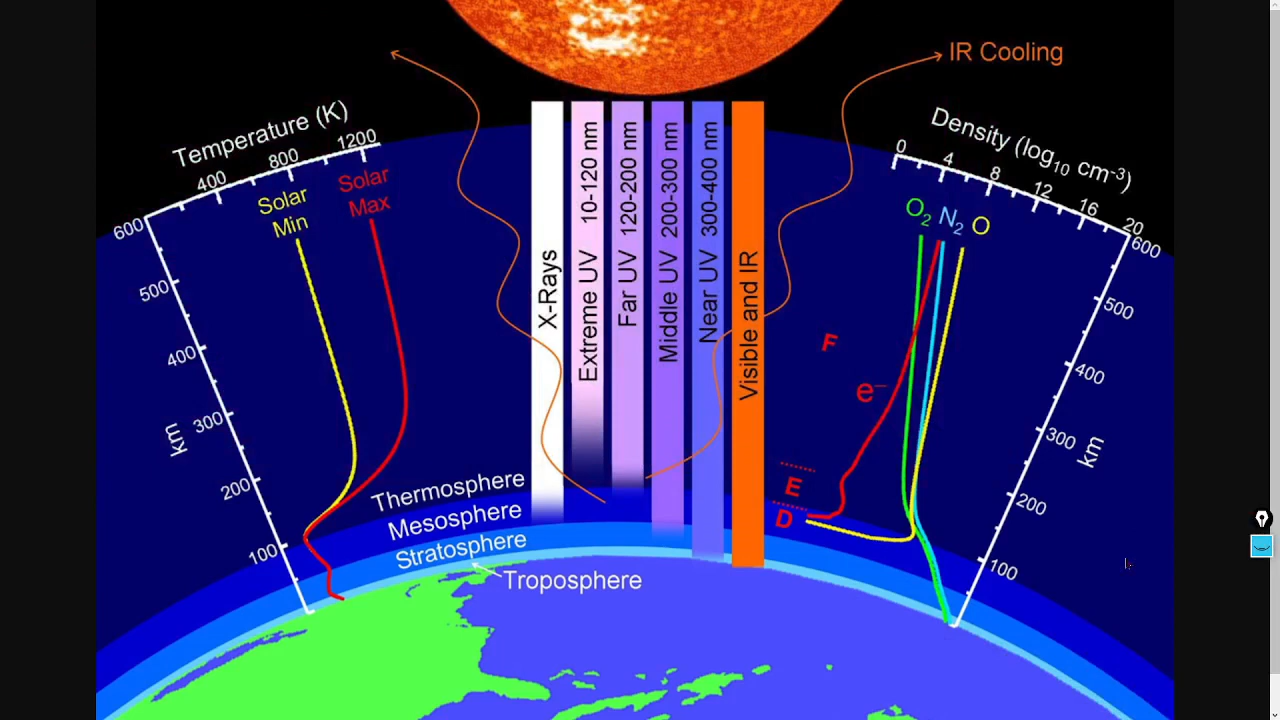 IR Cooling
Temperature (K)
400
800
1200
Solar
Min
Solar
Max
600
500
400
300
200
100
km
X-Rays
Extreme UV 10-120 nm
Far UV 120-200 nm
Middle UV 200-300 nm
Near UV 300-400 nm
Visible and IR
Density (log₁₀ cm⁻³)
0
4
8
12
16
20
O₂
N₂
O
600
500
400
300
200
100
km
F
e⁻
E
D
Thermosphere
Mesosphere
Stratosphere
Troposphere